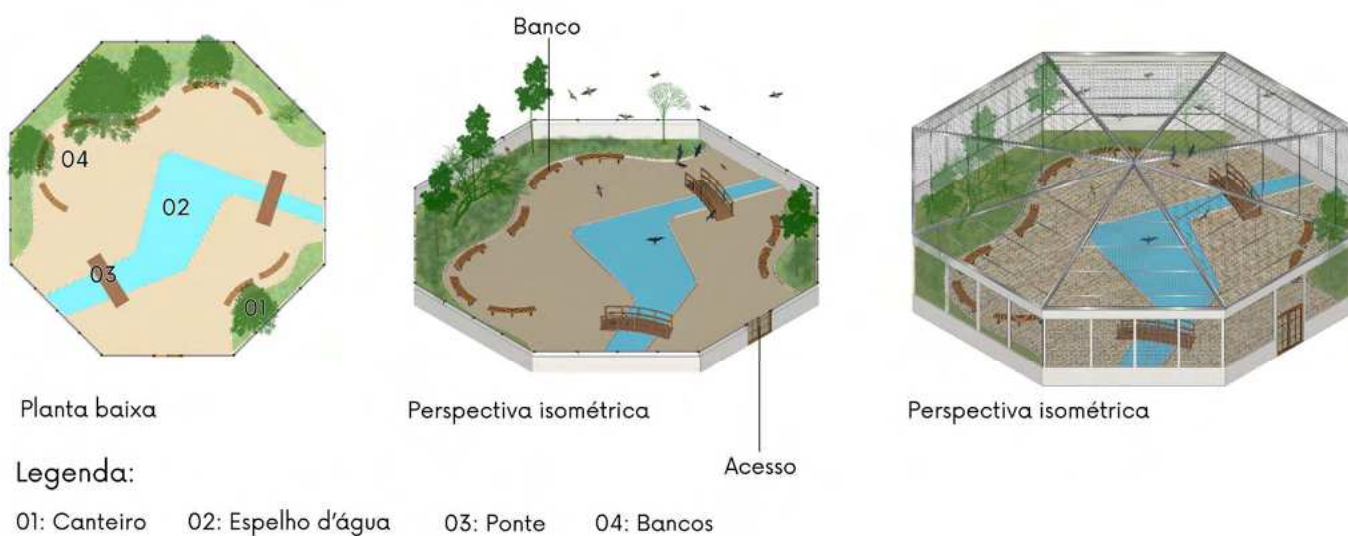 Banco
04
02
03
01
Planta baixa
Perspectiva isométrica
Perspectiva isométrica
Acesso
Legenda:
01: Canteiro 02: Espelho d'água 03: Ponte 04: Bancos